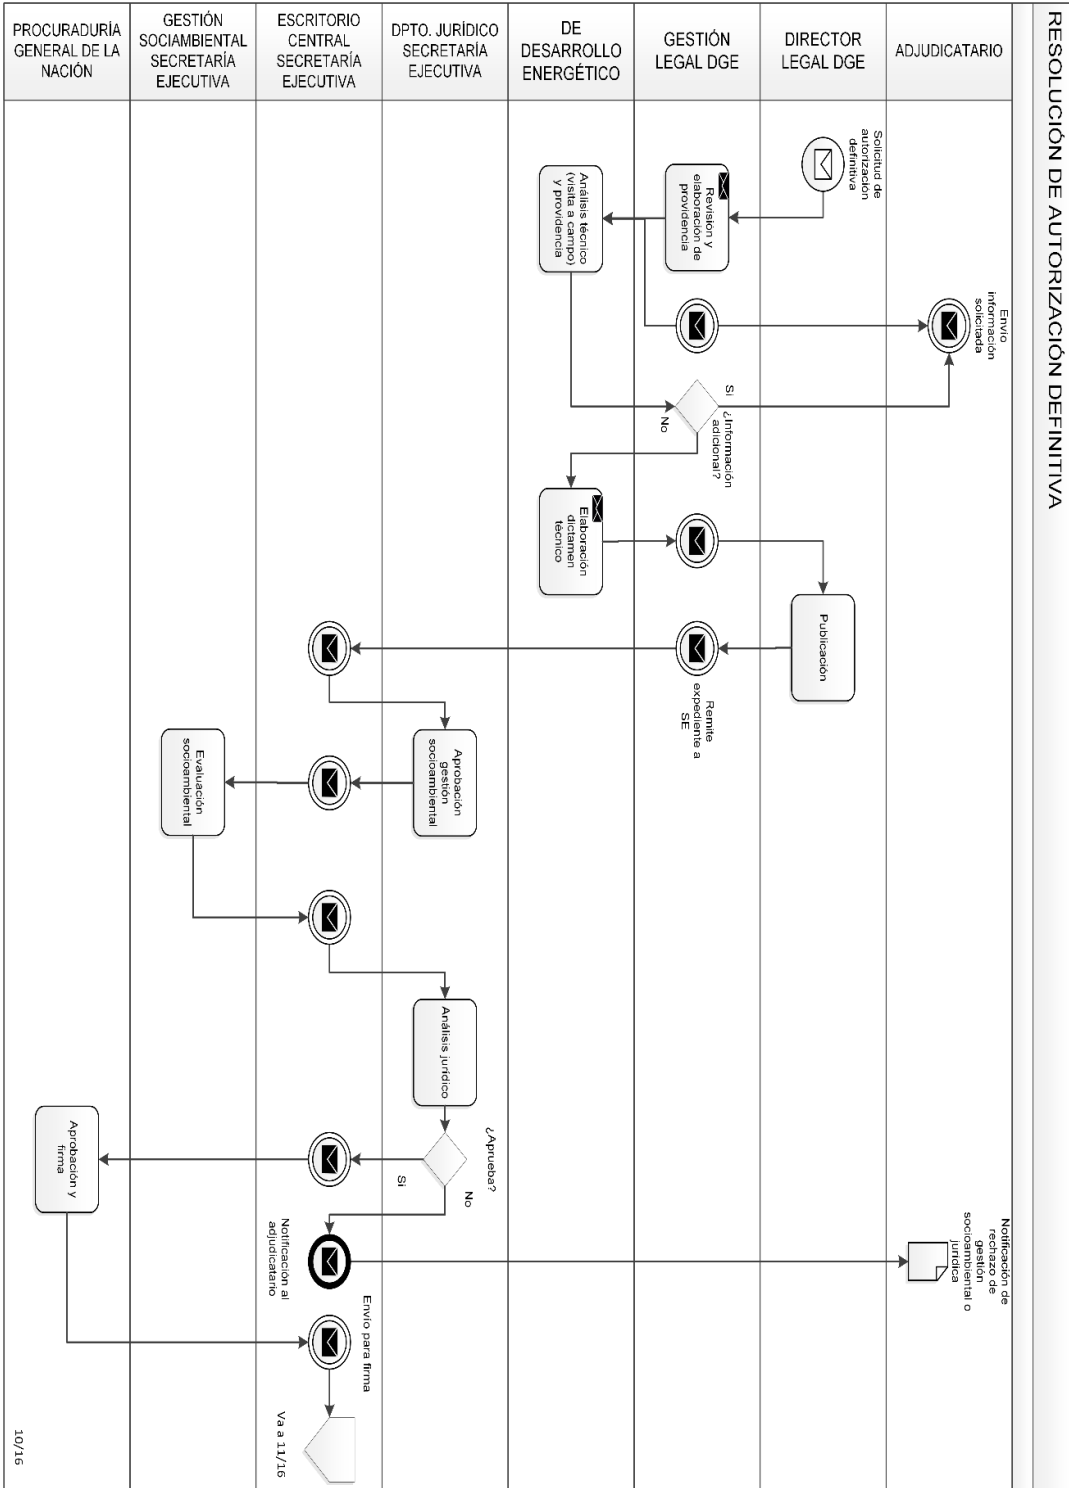 RESOLUCIÓN DE AUTORIZACIÓN DEFINITIVA
PROCURADURÍA
GENERAL DE LA
NACIÓN
GESTIÓN
SOCIAMBIENTAL
SECRETARÍA
EJECUTIVA
ESCRITORIO
CENTRAL
SECRETARÍA
EJECUTIVA
DPTO. JURÍDICO
SECRETARÍA
EJECUTIVA
DE
DESARROLLO
ENERGÉTICO
GESTIÓN
LEGAL DGE
DIRECTOR
LEGAL DGE
ADJUDICATARIO
Solicitud de
autorización
definitiva
Revisión y
elaboración de
providencia
Análisis técnico
(visita a campo)
y providencia
Envío
información
solicitada
Si
¿Información
adicional?
No
Elaboración
dictamen
técnico
Publicación
Remite
expediente a
SE
Aprobación
gestión
socioambiental
Evaluación
socioambiental
Análisis jurídico
¿Aprueba?
Si
No
Aprobación y
firma
Notificación al
adjudicatario
Notificación de
rechazo de
gestión
socioambiental o
jurídica
Envío para firma
Va a 11/16
10/16